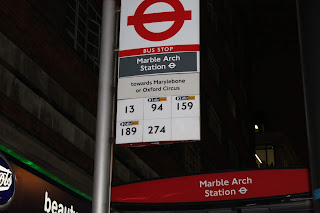 BUS STOP
Marble Arch
Station
towards Marylebone
or Oxford Circus
13 94 159
189 274
Marble Arch
Station
beaut